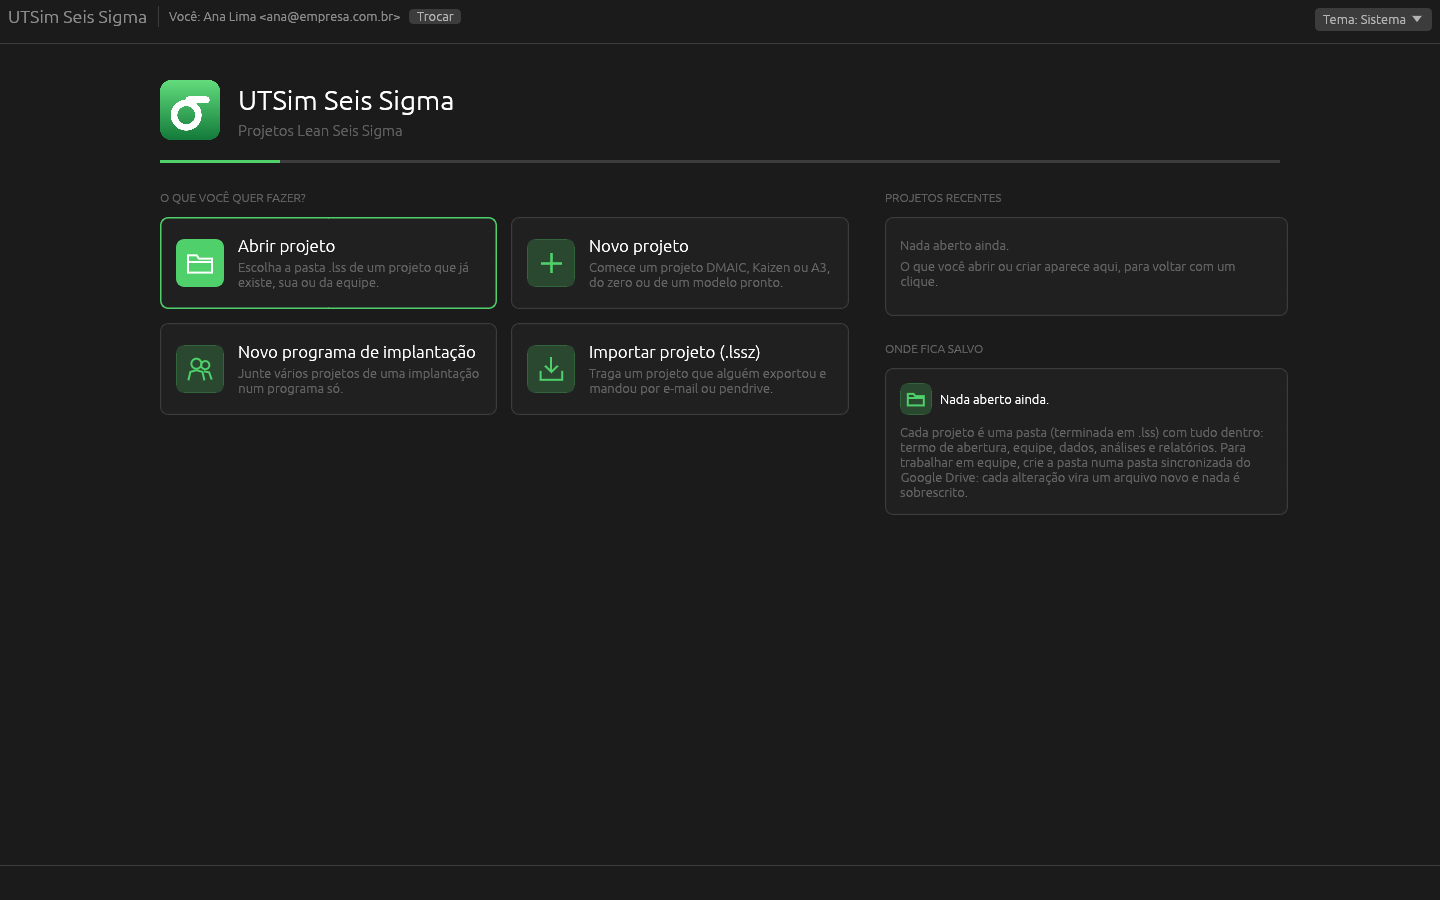 UTSim Seis Sigma
Você: Ana Lima <ana@empresa.com.br>
Trocar
Tema: Sistema
UTSim Seis Sigma
Projetos Lean Seis Sigma
O QUE VOCÊ QUER FAZER?
Abrir projeto
Escolha a pasta .lss de um projeto que já
existe, sua ou da equipe.
Novo projeto
Comece um projeto DMAIC, Kaizen ou A3,
do zero ou de um modelo pronto.
Novo programa de implantação
Junte vários projetos de uma implantação
num programa só.
Importar projeto (.lssz)
Traga um projeto que alguém exportou e
mandou por e-mail ou pendrive.
PROJETOS RECENTES
Nada aberto ainda.
O que você abrir ou criar aparece aqui, para voltar com um
clique.
ONDE FICA SALVO
Nada aberto ainda.
Cada projeto é uma pasta (terminada em .lss) com tudo dentro:
termo de abertura, equipe, dados, análises e relatórios. Para
trabalhar em equipe, crie a pasta numa pasta sincronizada do
Google Drive: cada alteração vira um arquivo novo e nada é
sobrescrito.